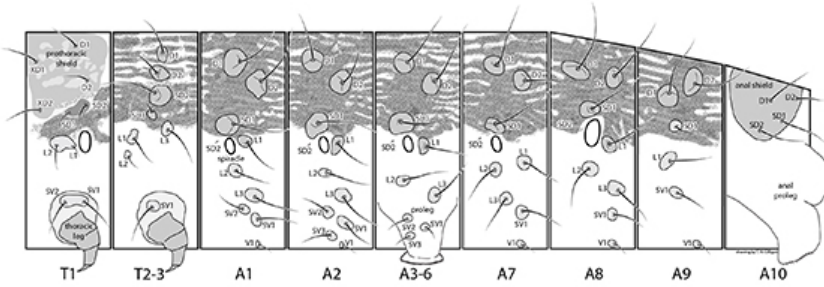 D1
prothoracic
shield
XD1
D2
XD2
SD2
SD1
L2
L1
SV2
SV1
thoracic
leg
T1
D1
D2
L1
L3
L2
SV1
T2-3
D1
D2
SD1
SD2
L1
spiracle
L2
L3
SV2
SV1
V1
A1
D1
D2
SD1
SD2
L1
L2
L3
SV2
SV1
SV3
V1
A2
D1
D2
SD1
SD2
L1
L2
L3
proleg
SV2
SV1
SV3
A3-6
D1
D2
SD1
SD2
L1
L2
L3
SV1
V1
A7
D1
D2
SD1
SD2
L1
L2
L3
SV1
V1
A8
D1
D2
SD1
L1
SV1
V1
A9
anal shield
D1
D2
SD1
SD2
anal
proleg
A10